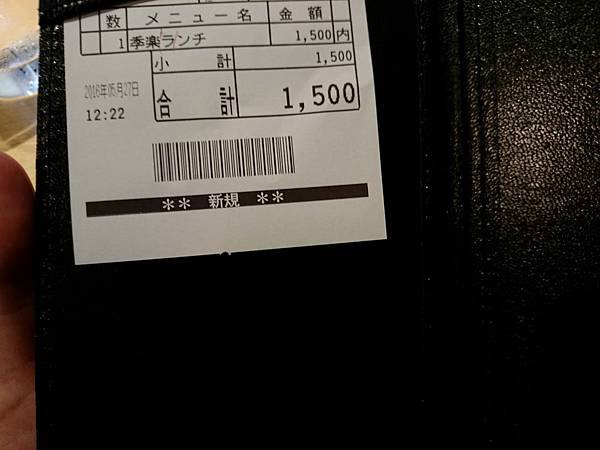 数 メニュー名 金額
1 季楽ランチ 1,500 内
小計 1,500
2016年05月27日
合計 1,500
12:22
** 新規 **